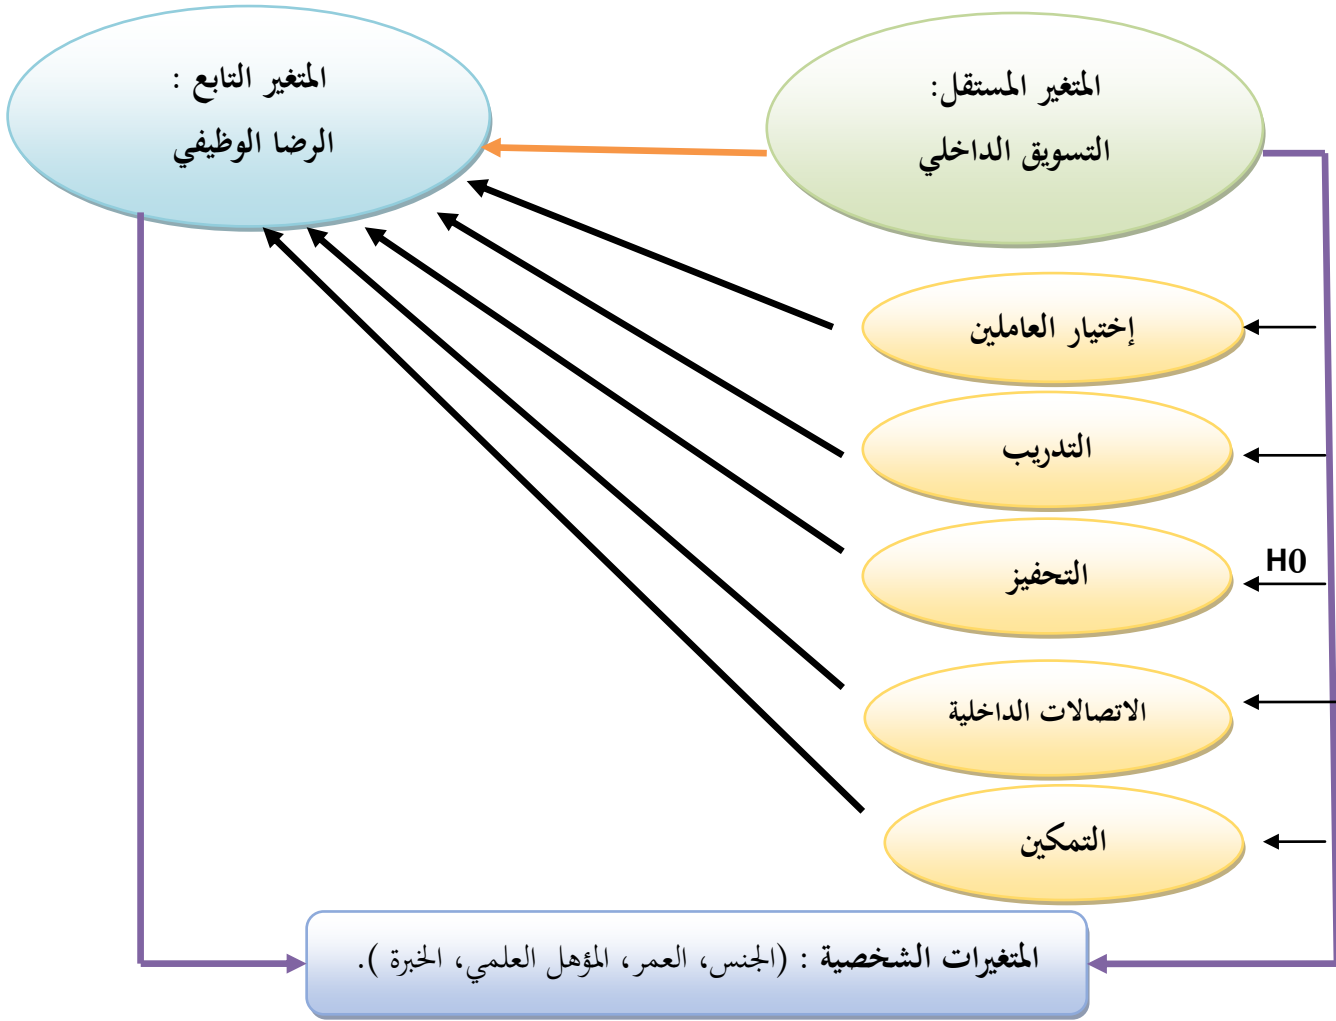 المتغير المستقل:
التسويق الداخلي
المتغير التابع :
الرضا الوظيفي
إختيار العاملين
التدريب
التحفيز
H0
الاتصالات الداخلية
التمكين
المتغيرات الشخصية : (الجنس، العمر، المؤهل العلمي، الخبرة ).